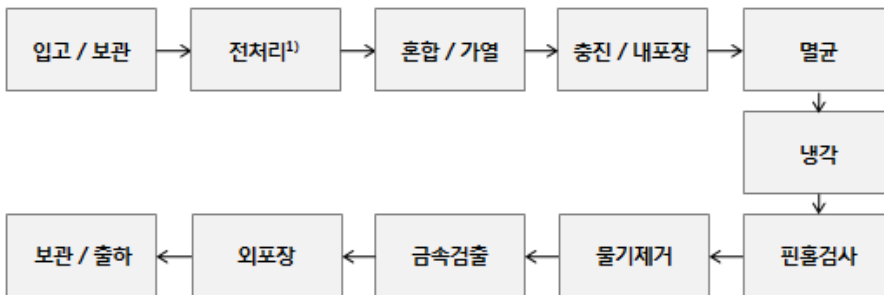 입고 / 보관
전처리¹⁾
혼합 / 가열
충진 / 내포장
멸균
냉각
핀홀검사
물기제거
금속검출
외포장
보관 / 출하